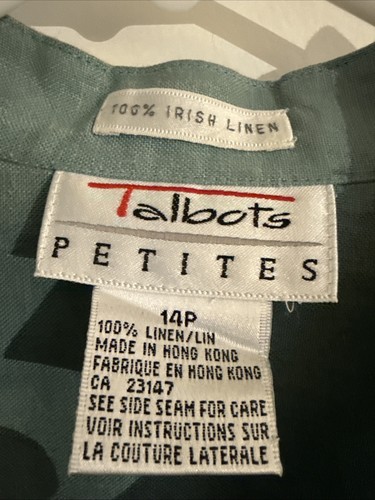 100% IRISH LINEN
Talbots
PETITES
14P
100% LINEN/LIN
MADE IN HONG KONG
FABRIQUE EN HONG KONG
CA 23147
SEE SIDE SEAM FOR CARE
VOIR INSTRUCTIONS SUR
LA COUTURE LATERALE